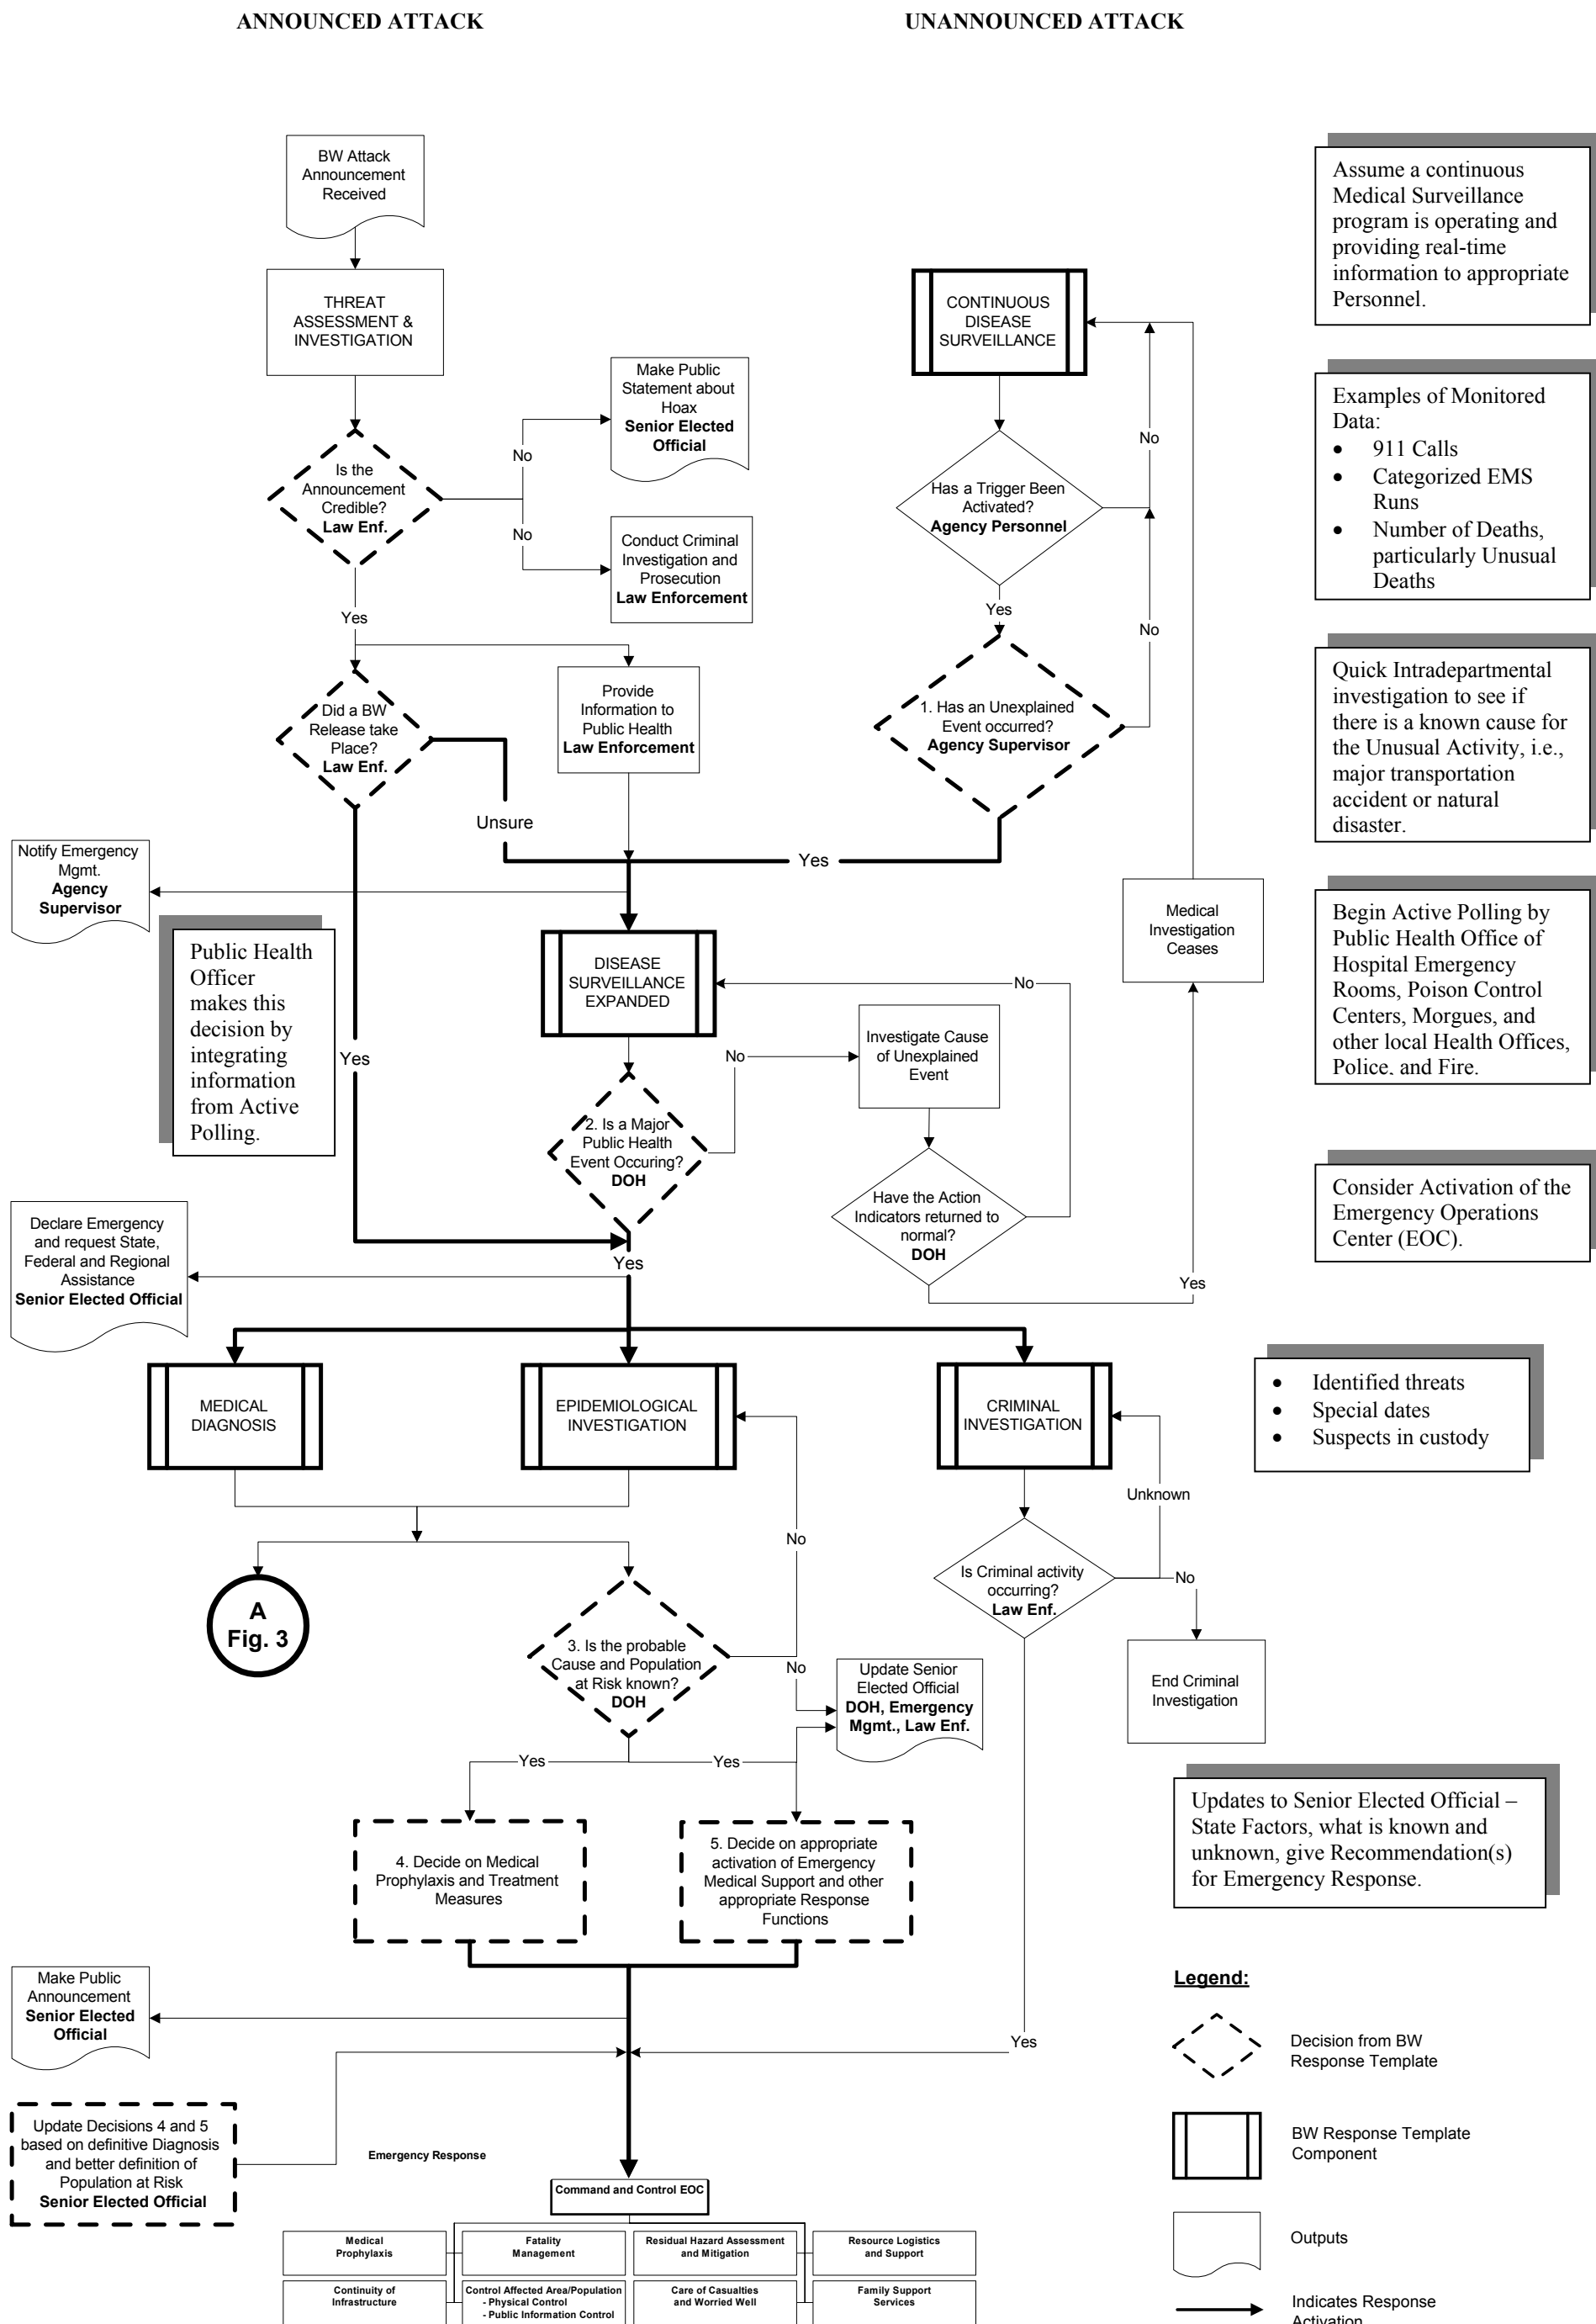 ANNOUNCED ATTACK
UNANNOUNCED ATTACK
BW Attack
Announcement
Received
THREAT
ASSESSMENT &
INVESTIGATION
Is the
Announcement
Credible?
Law Enf.
No
No
Make Public
Statement about
Hoax
Senior Elected
Official
Conduct Criminal
Investigation and
Prosecution
Law Enforcement
Yes
Did a BW
Release take
Place?
Law Enf.
Provide
Information to
Public Health
Law Enforcement
Unsure
CONTINUOUS
DISEASE
SURVEILLANCE
Has a Trigger Been
Activated?
Agency Personnel
No
Yes
1. Has an Unexplained
Event occurred?
Agency Supervisor
No
Yes
Assume a continuous
Medical Surveillance
program is operating and
providing real-time
information to appropriate
Personnel.
Examples of Monitored
Data:
• 911 Calls
• Categorized EMS
Runs
• Number of Deaths,
particularly Unusual
Deaths
Quick Intradepartmental
investigation to see if
there is a known cause for
the Unusual Activity, i.e.,
major transportation
accident or natural
disaster.
Notify Emergency
Mgmt.
Agency
Supervisor
Public Health
Officer
makes this
decision by
integrating
information
from Active
Polling.
Yes
DISEASE
SURVEILLANCE
EXPANDED
No
Medical
Investigation
Ceases
Begin Active Polling by
Public Health Office of
Hospital Emergency
Rooms, Poison Control
Centers, Morgues, and
other local Health Offices,
Police, and Fire.
2. Is a Major
Public Health
Event Occuring?
DOH
No
Investigate Cause
of Unexplained
Event
Have the Action
Indicators returned to
normal?
DOH
Yes
Consider Activation of the
Emergency Operations
Center (EOC).
Declare Emergency
and request State,
Federal and Regional
Assistance
Senior Elected Official
Yes
MEDICAL
DIAGNOSIS
EPIDEMIOLOGICAL
INVESTIGATION
CRIMINAL
INVESTIGATION
• Identified threats
• Special dates
• Suspects in custody
Unknown
No
A
Fig. 3
3. Is the probable
Cause and Population
at Risk known?
DOH
No
Update Senior
Elected Official
DOH, Emergency
Mgmt., Law Enf.
Is Criminal activity
occurring?
Law Enf.
No
End Criminal
Investigation
Yes
Yes
4. Decide on Medical
Prophylaxis and Treatment
Measures
5. Decide on appropriate
activation of Emergency
Medical Support and other
appropriate Response
Functions
Updates to Senior Elected Official –
State Factors, what is known and
unknown, give Recommendation(s)
for Emergency Response.
Make Public
Announcement
Senior Elected
Official
Yes
Update Decisions 4 and 5
based on definitive Diagnosis
and better definition of
Population at Risk
Senior Elected Official
Emergency Response
Command and Control EOC
Medical
Prophylaxis
Fatality
Management
Residual Hazard Assessment
and Mitigation
Resource Logistics
and Support
Continuity of
Infrastructure
Control Affected Area/Population
- Physical Control
- Public Information Control
Care of Casualties
and Worried Well
Family Support
Services
Legend:
Decision from BW
Response Template
BW Response Template
Component
Outputs
Indicates Response
Activation